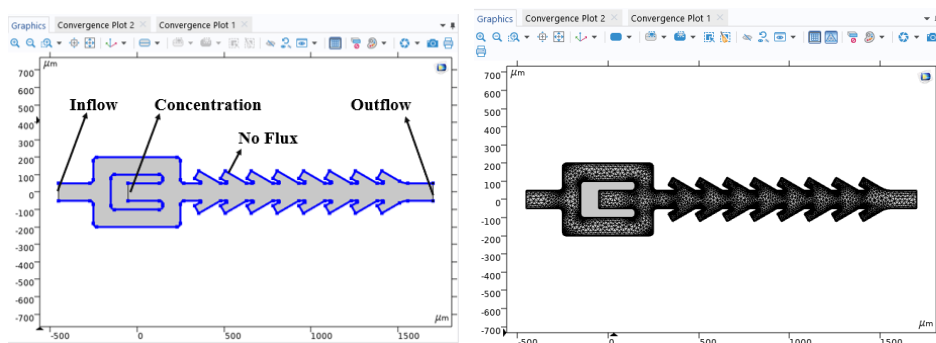 Graphics Convergence Plot 2 Convergence Plot 1
μm
700
600
500
400
300
200
100
0
-100
-200
-300
-400
-500
-600
-700
-500 0 500 1000 1500
μm
Inflow
Concentration
Outflow
No Flux
Graphics Convergence Plot 2 Convergence Plot 1
μm
700
600
500
400
300
200
100
0
-100
-200
-300
-400
-500
-600
-700
-500 0 500 1000 1500
μm